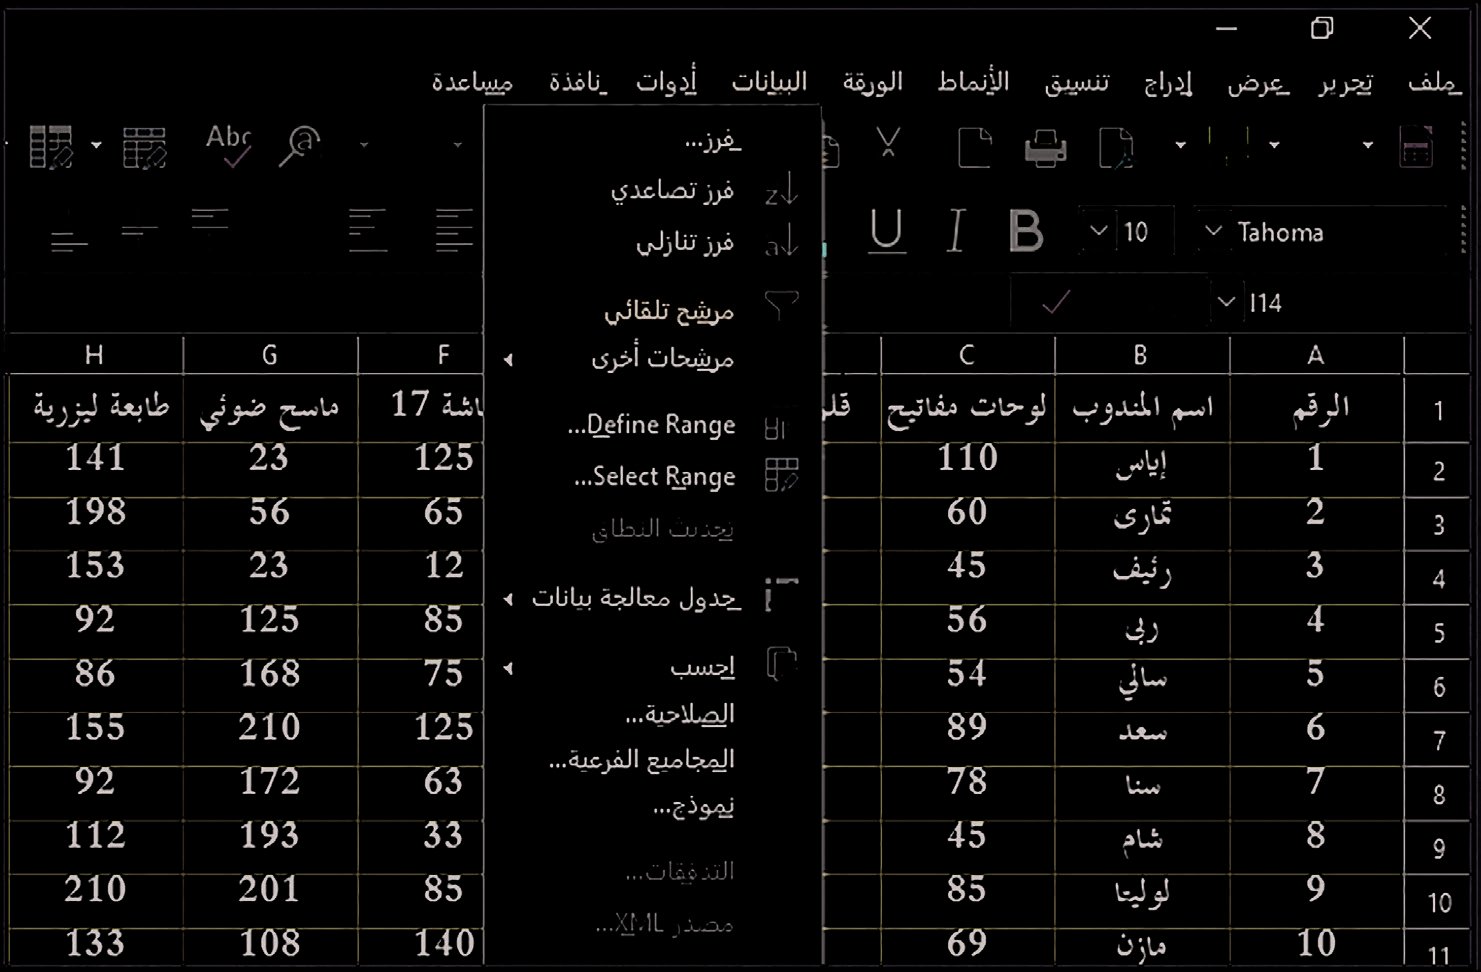 ملف تحرير عرض إدراج تنسيق الأنماط الورقة البيانات أدوات نافذة مساعدة
Abc
Tahoma 10 B I U
I14
فرز...
فرز تصاعدي
فرز تنازلي
مرشح تلقائي
مرشحات أخرى
Define Range...
Select Range...
تحديث النطاق
جدول معالجة بيانات
احسب
الصلاحية...
المجاميع الفرعية...
نموذج...
التدفقات...
مصدر XML...
A B C F G H
1 الرقم اسم المندوب لوحات مفاتيح ماسح ضوئي طابعة ليزرية 17
2 1 إياس 110 125 23 141
3 2 تمارى 60 65 56 198
4 3 رئيف 45 12 23 153
5 4 ربى 56 85 125 92
6 5 سالي 54 75 168 86
7 6 سعد 89 125 210 155
8 7 سنا 78 63 172 92
9 8 شام 45 33 193 112
10 9 لوليتا 85 85 201 210
11 10 مازن 69 140 108 133